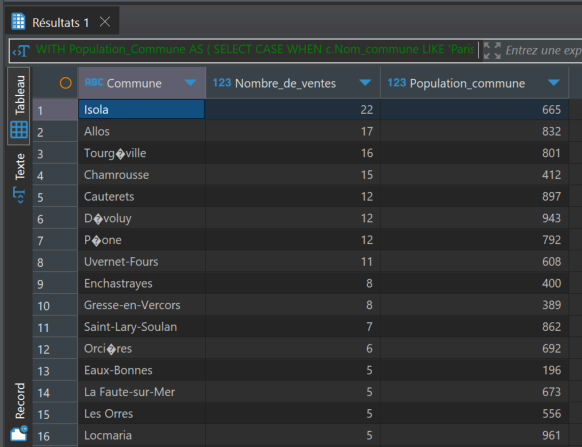 Résultats 1
WITH Population_Commune AS ( SELECT CASE WHEN c.Nom_commune LIKE 'Paris Entrez une exp
ABC Commune 123 Nombre_de_ventes 123 Population_commune
Tableau
Texte
Record
1 Isola 22 665
2 Allos 17 832
3 Tourg�ville 16 801
4 Chamrousse 15 412
5 Cauterets 12 897
6 D�voluy 12 943
7 P�one 12 792
8 Uvernet-Fours 11 608
9 Enchastrayes 8 400
10 Gresse-en-Vercors 8 389
11 Saint-Lary-Soulan 7 862
12 Orci�res 6 692
13 Eaux-Bonnes 5 196
14 La Faute-sur-Mer 5 673
15 Les Orres 5 556
16 Locmaria 5 961